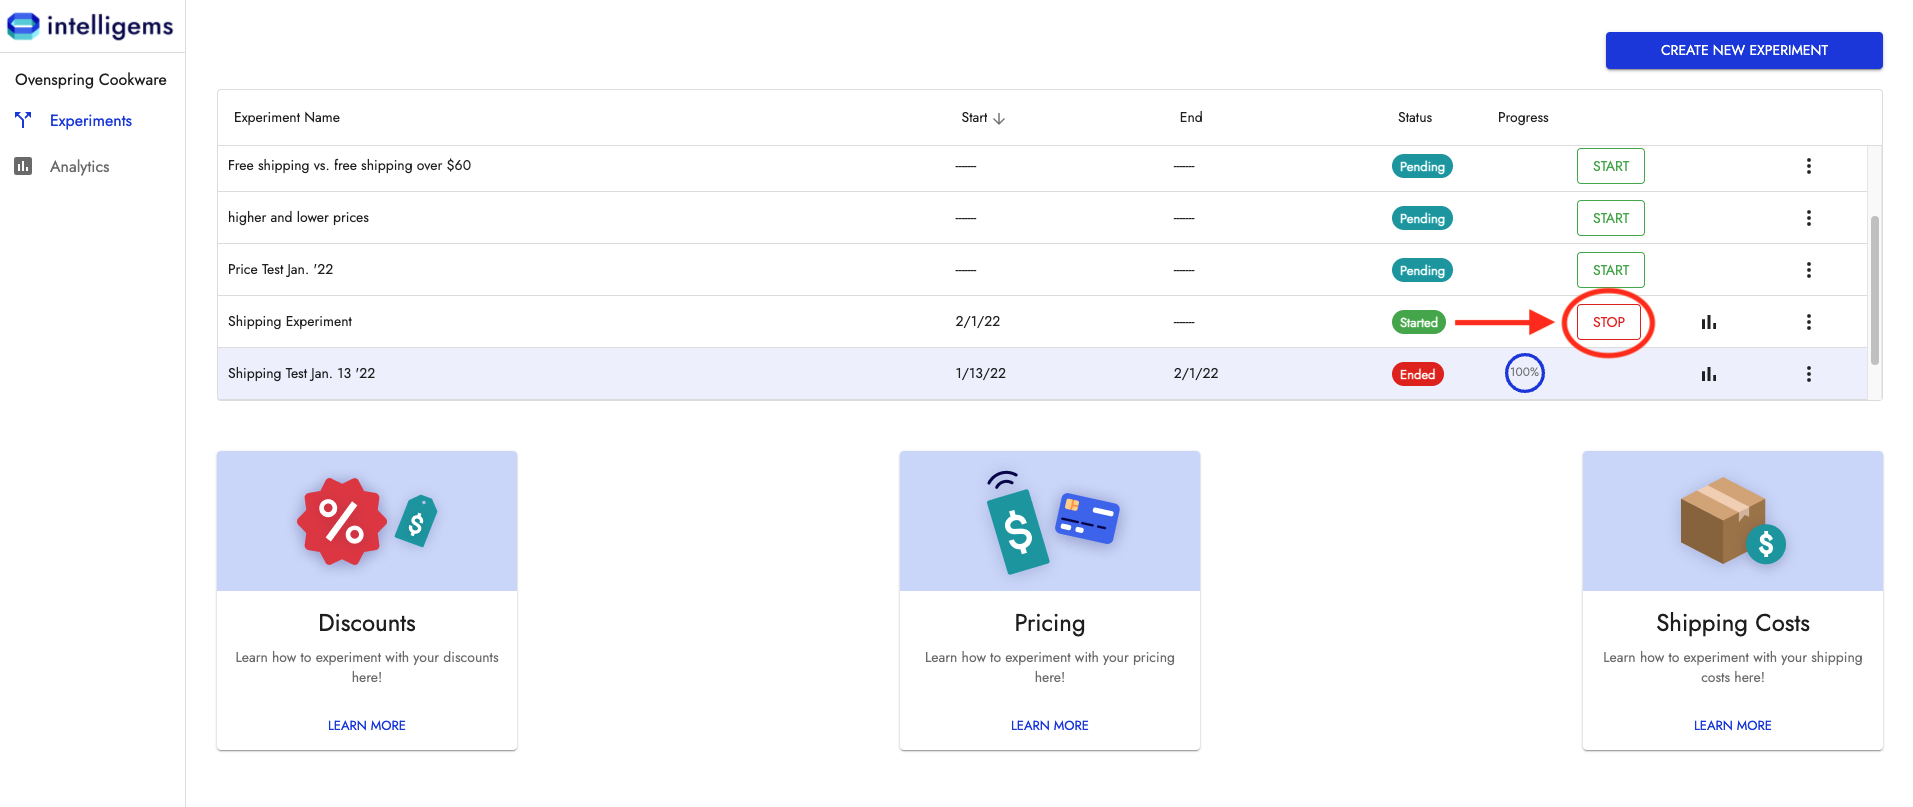 intelligems
CREATE NEW EXPERIMENT
Ovenspring Cookware
Experiments
Analytics
Experiment Name Start End Status Progress
Free shipping vs. free shipping over $60 ------- ------- Pending START
higher and lower prices ------- ------- Pending START
Price Test Jan. '22 ------- ------- Pending START
Shipping Experiment 2/1/22 ------- Started STOP
Shipping Test Jan. 13 '22 1/13/22 2/1/22 Ended 100%
%
$
$
$
Discounts
Learn how to experiment with your discounts
here!
LEARN MORE
Pricing
Learn how to experiment with your pricing
here!
LEARN MORE
Shipping Costs
Learn how to experiment with your shipping
costs here!
LEARN MORE